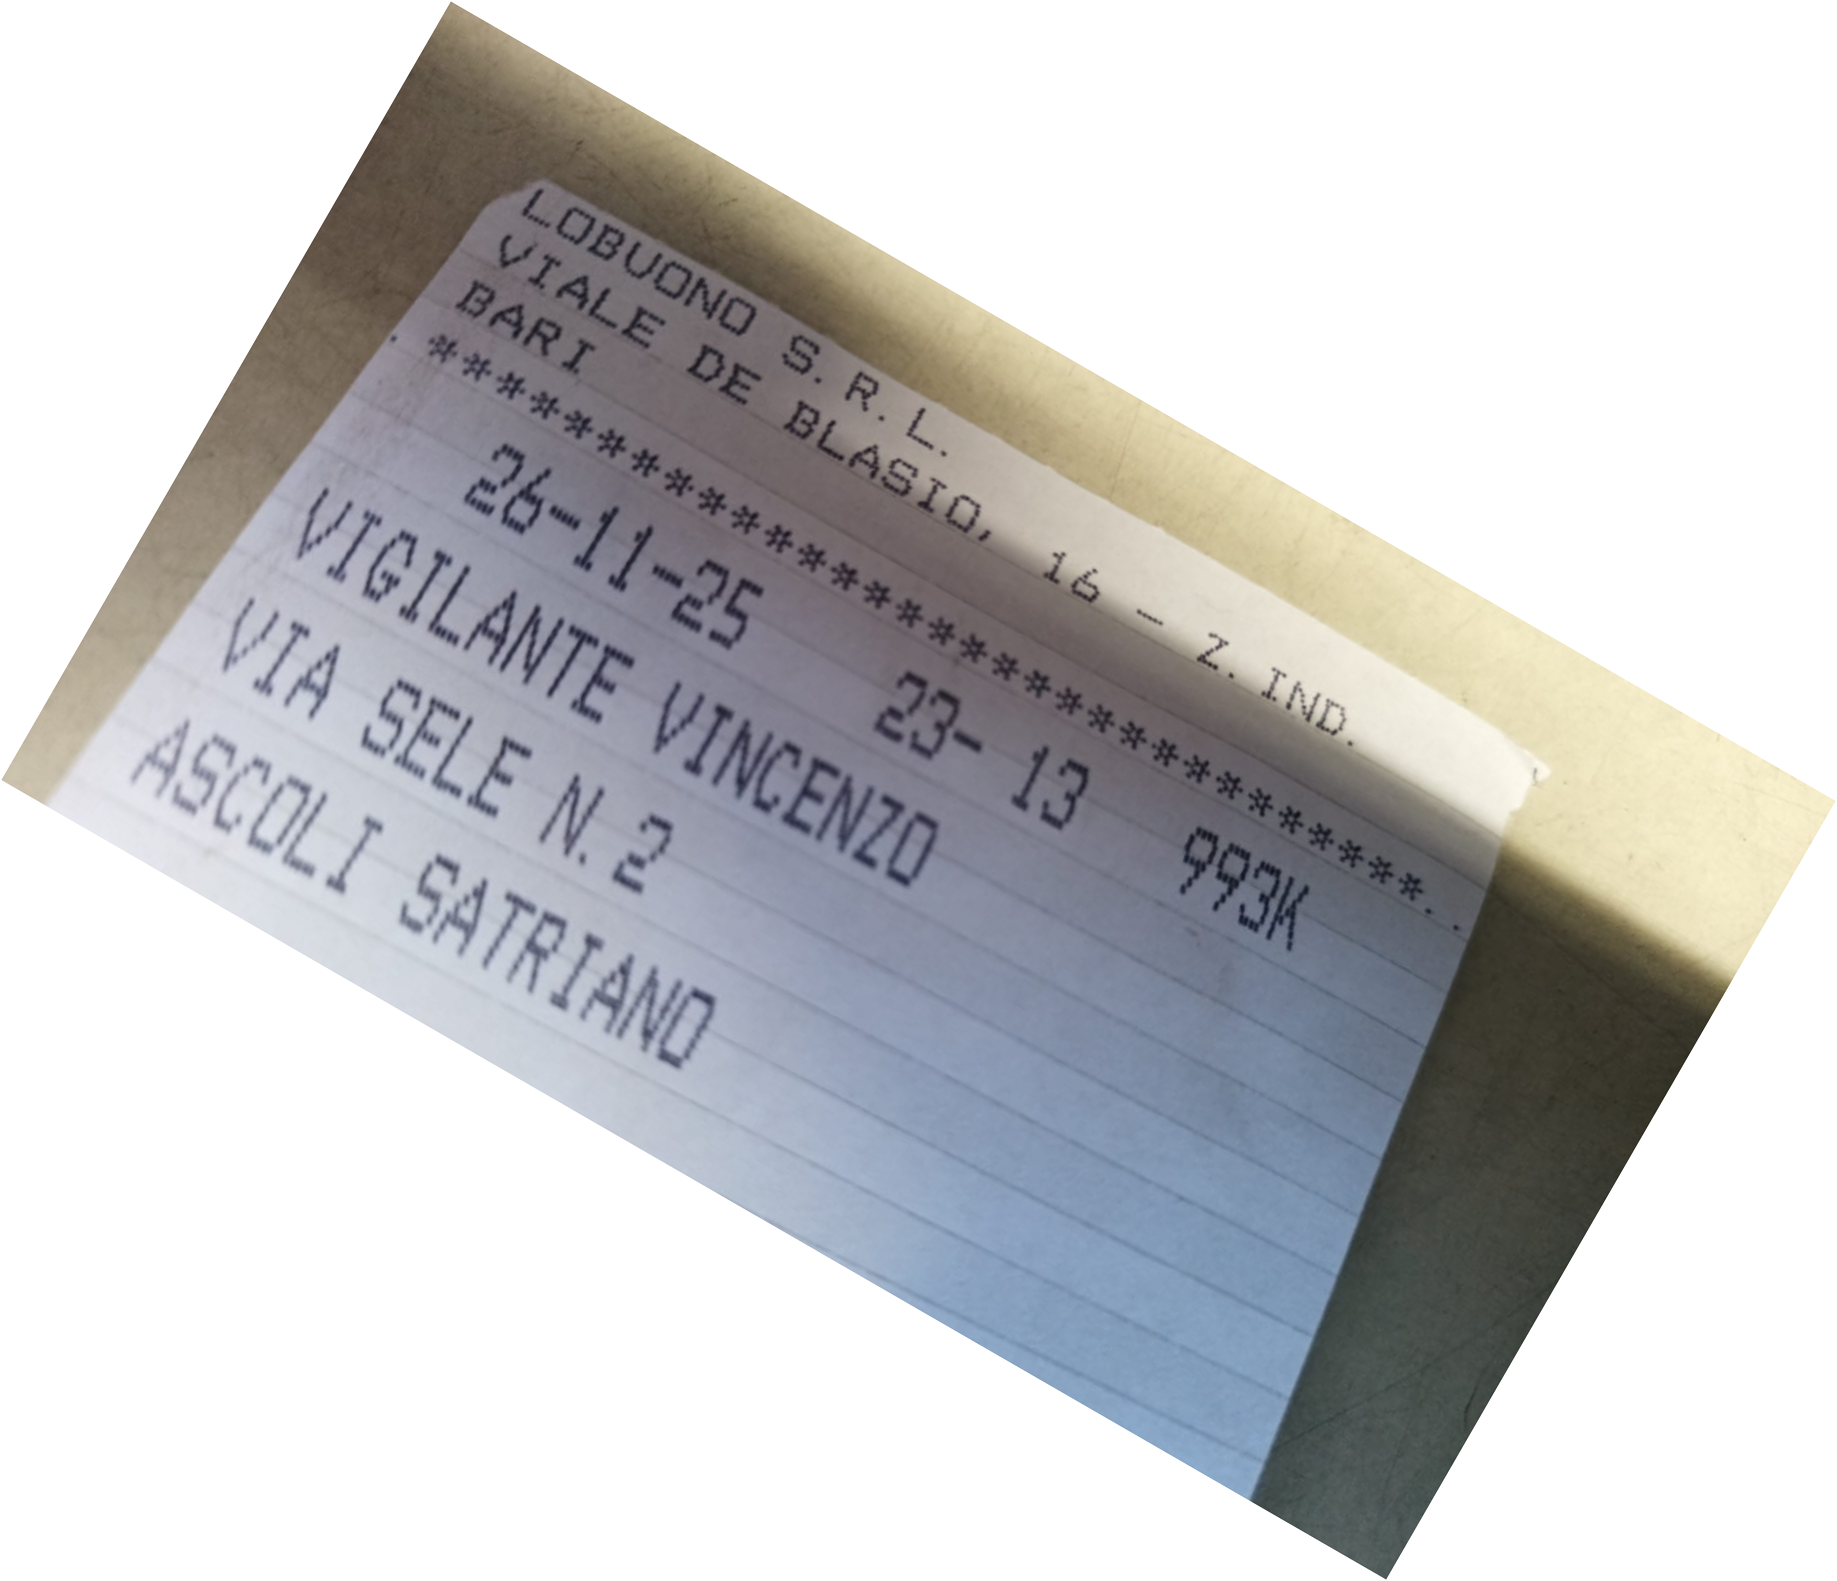 LOBUONO S.R.L.
VIALE DE BLASIO, 16 - Z.IND.
BARI
.*******************************..
26-11-25 23- 13 993K
VIGILANTE VINCENZO
VIA SELE N.2
ASCOLI SATRIANO